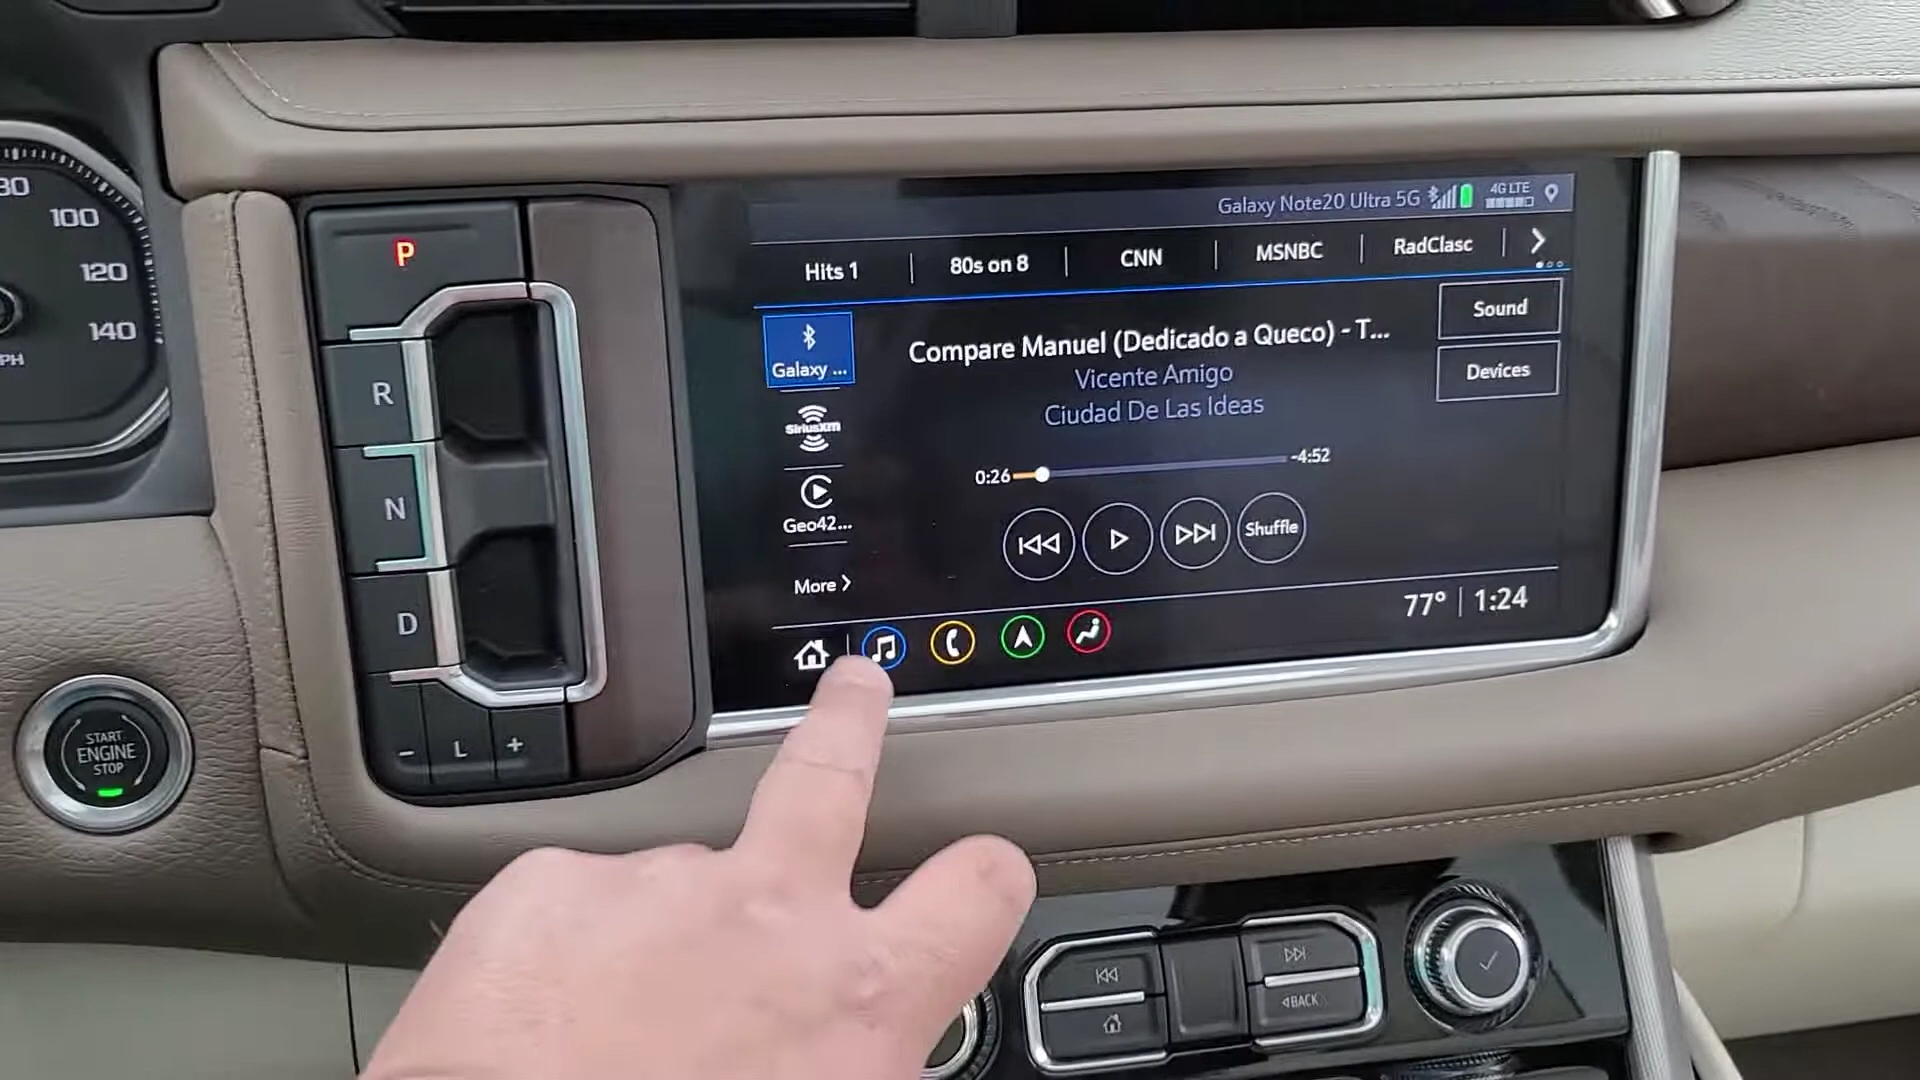 80
100
120
140
PH
P
R
N
D
- L +
START
ENGINE
STOP
Galaxy Note20 Ultra 5G 4G LTE
Hits 1 80s on 8 CNN MSNBC RadClasc
Galaxy ...
SiriusXM
Geo42...
More
Compare Manuel (Dedicado a Queco) - T...
Vicente Amigo
Ciudad De Las Ideas
0:26 -4:52
Shuffle
Sound
Devices
77° 1:24
BACK